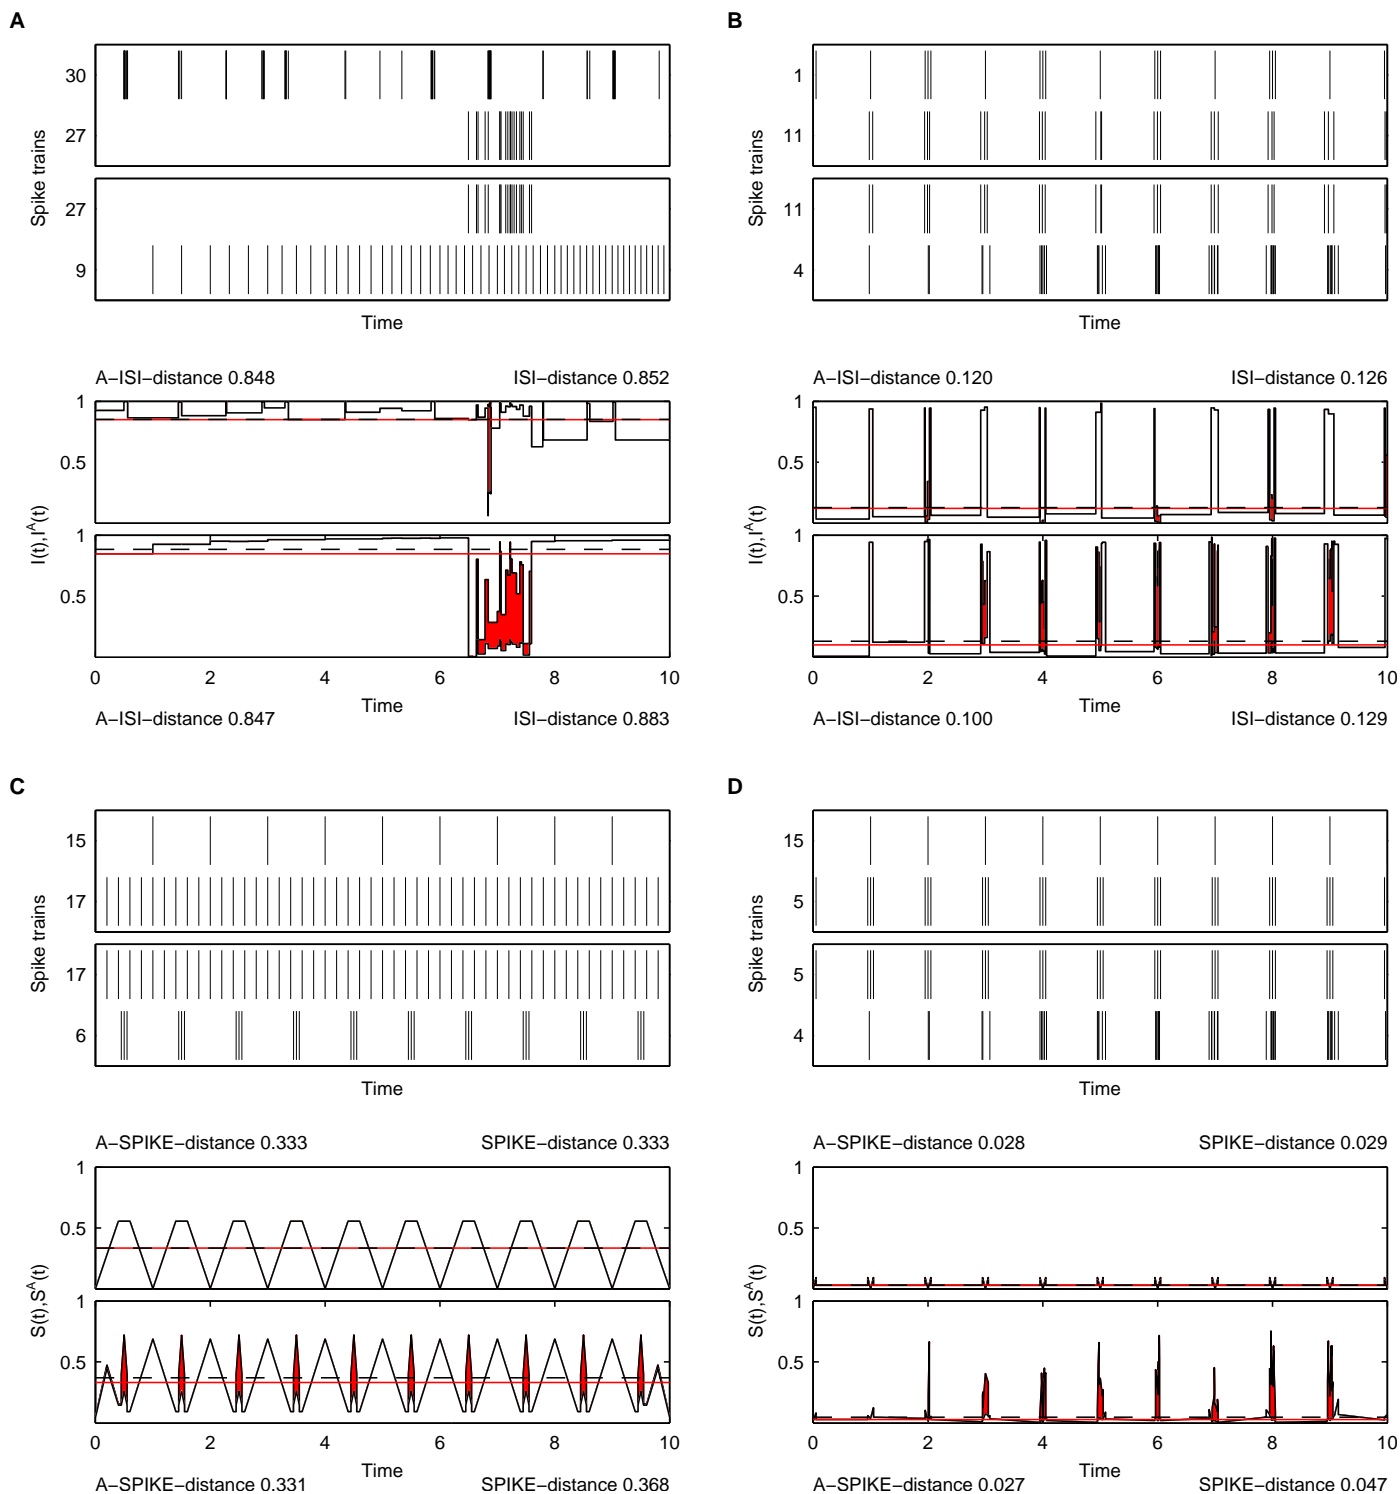 A
Spike trains
30
27
27
9
Time
A−ISI−distance 0.848 ISI−distance 0.852
I(t),I^A(t)
1
0.5
1
0.5
0 2 4 6 8 10
Time
A−ISI−distance 0.847 ISI−distance 0.883
B
Spike trains
1
11
11
4
Time
A−ISI−distance 0.120 ISI−distance 0.126
I(t),I^A(t)
1
0.5
1
0.5
0 2 4 6 8 10
Time
A−ISI−distance 0.100 ISI−distance 0.129
C
Spike trains
15
17
17
6
Time
A−SPIKE−distance 0.333 SPIKE−distance 0.333
S(t),S^A(t)
1
0.5
1
0.5
0 2 4 6 8 10
Time
A−SPIKE−distance 0.331 SPIKE−distance 0.368
D
Spike trains
15
5
5
4
Time
A−SPIKE−distance 0.028 SPIKE−distance 0.029
S(t),S^A(t)
1
0.5
1
0.5
0 2 4 6 8 10
Time
A−SPIKE−distance 0.027 SPIKE−distance 0.047